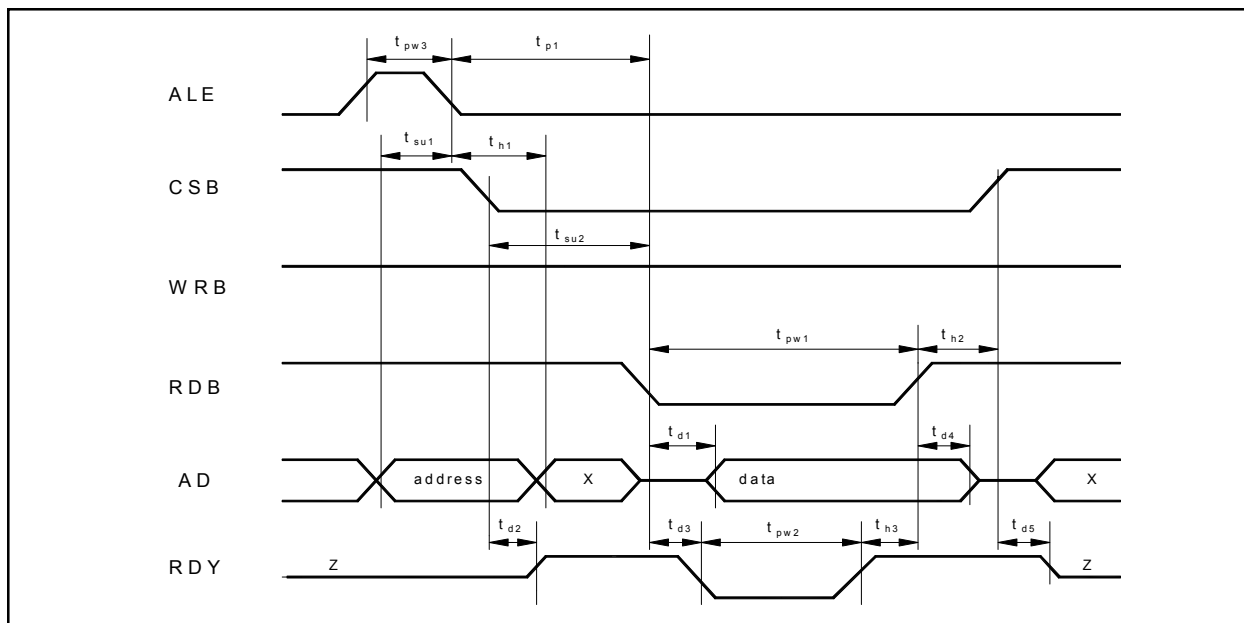 t pw3
t p1
ALE
t su1
t h1
CSB
t su2
WRB
t pw1
t h2
RDB
t d1
t d4
AD
address
X
data
X
t d2
t d3
t pw2
t h3
t d5
RDY
Z
Z